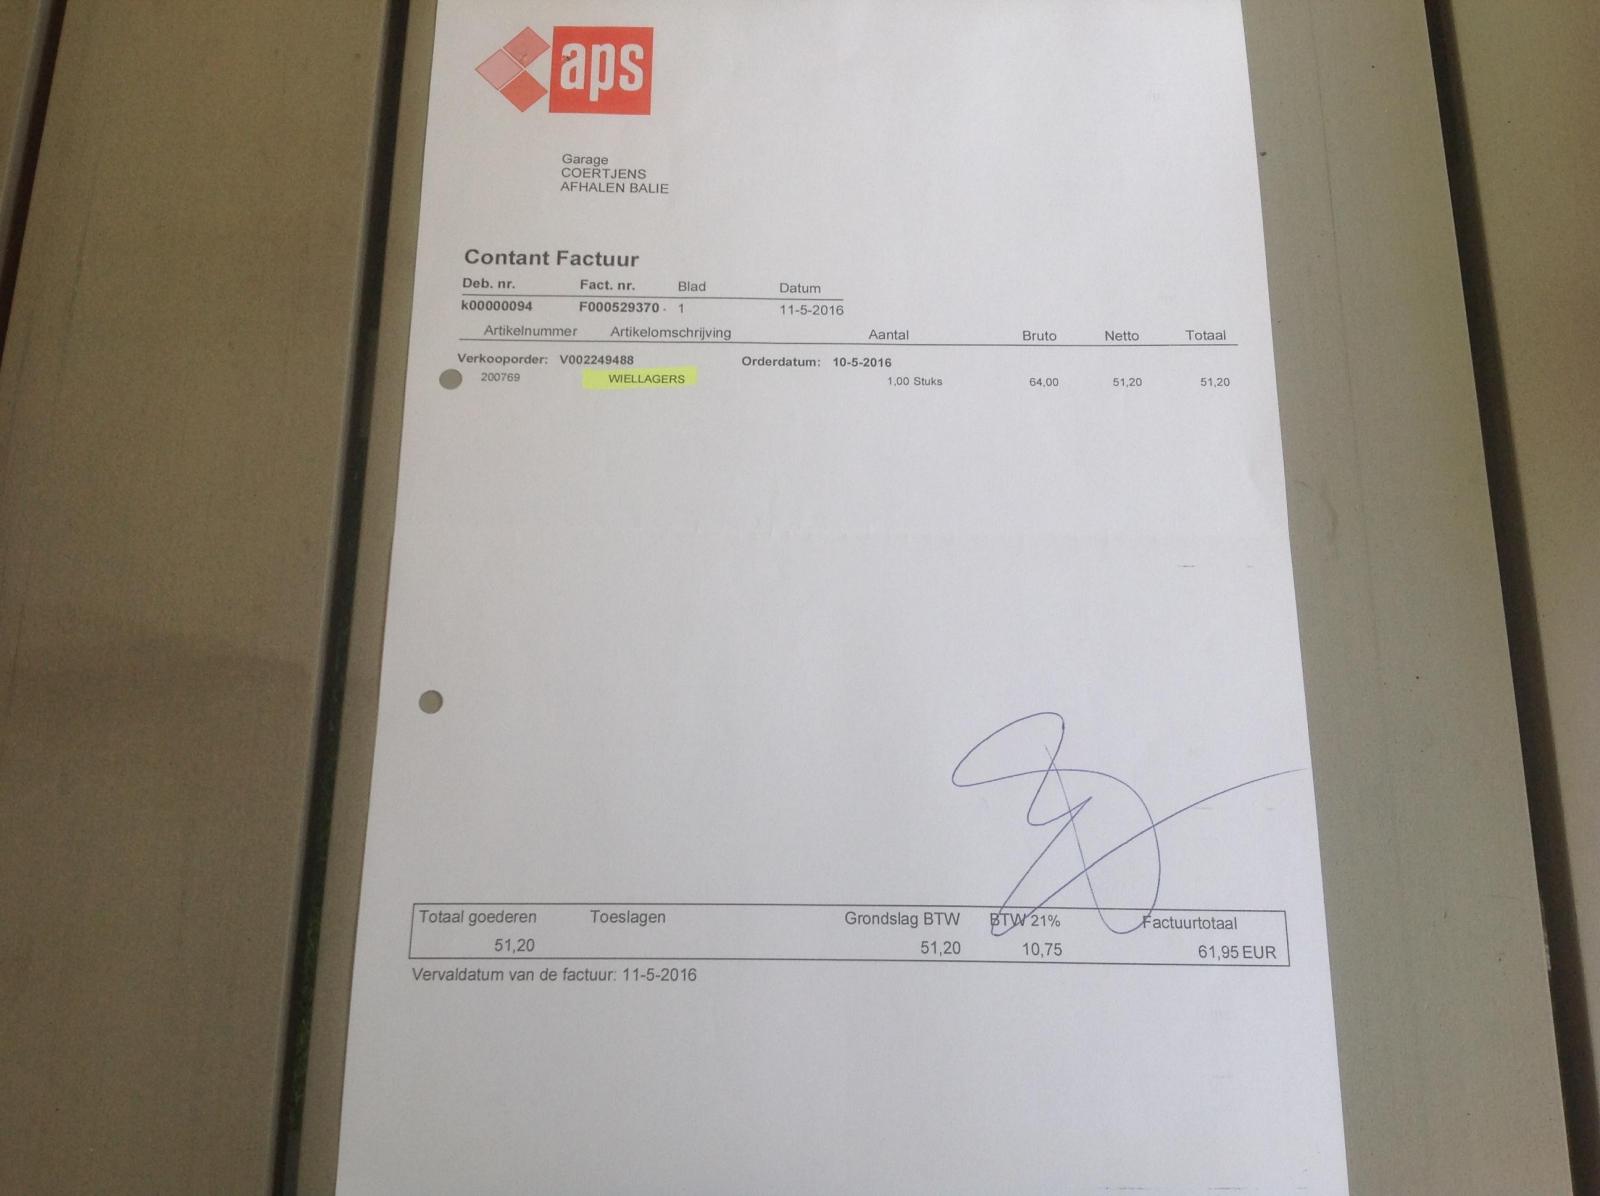 aps
Garage
COERTJENS
AFHALEN BALIE
Contant Factuur
Deb. nr. Fact. nr. Blad Datum
k00000094 F000529370 1 11-5-2016
Artikelnummer Artikelomschrijving Aantal Bruto Netto Totaal
Verkooporder: V002249488 Orderdatum: 10-5-2016
200769 WIELLAGERS 1,00 Stuks 64,00 51,20 51,20
Totaal goederen Toeslagen Grondslag BTW BTW 21% Factuurtotaal
51,20 51,20 10,75 61,95 EUR
Vervaldatum van de factuur: 11-5-2016